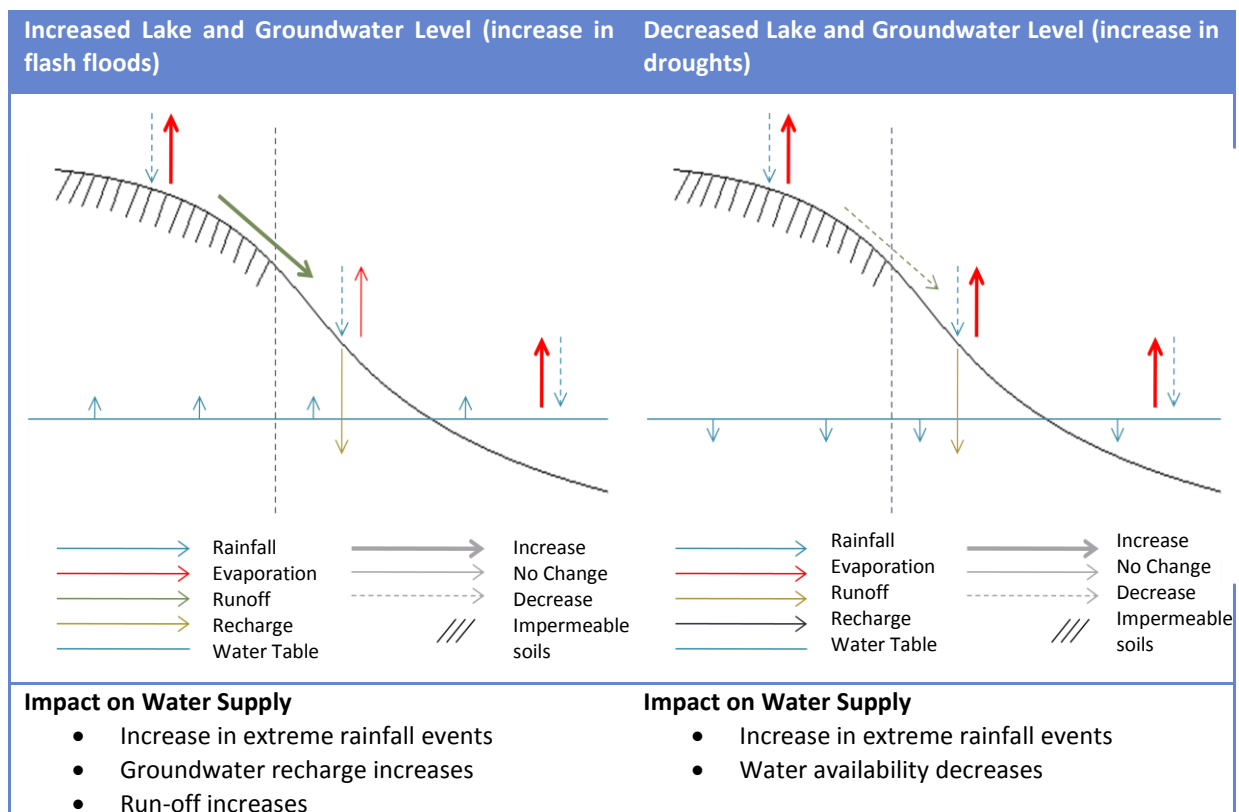 Increased Lake and Groundwater Level (increase in
flash floods)
Decreased Lake and Groundwater Level (increase in
droughts)
Rainfall
Evaporation
Runoff
Recharge
Water Table
Increase
No Change
Decrease
Impermeable
soils
Rainfall
Evaporation
Runoff
Recharge
Water Table
Increase
No Change
Decrease
Impermeable
soils
Impact on Water Supply
• Increase in extreme rainfall events
• Groundwater recharge increases
• Run-off increases
Impact on Water Supply
• Increase in extreme rainfall events
• Water availability decreases